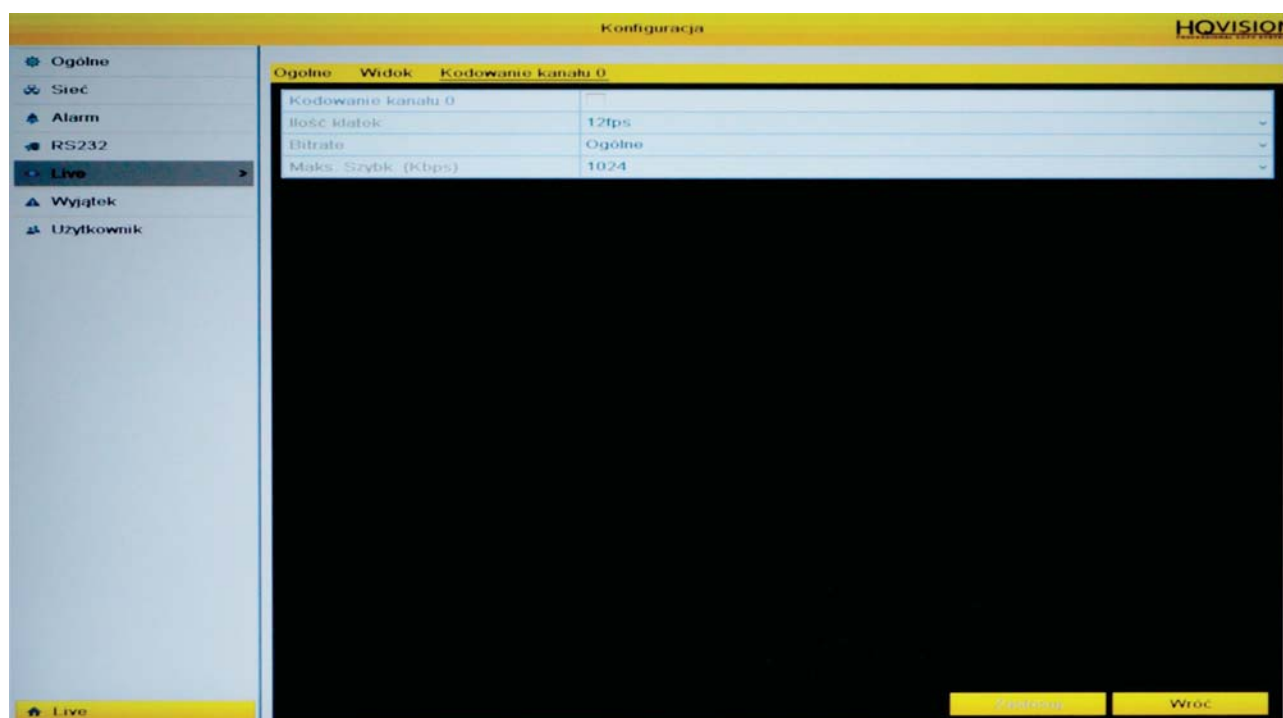 Konfiguracja
HQVISION
Ogólne
Sieć
Alarm
RS232
Live >
Wyjątek
Użytkownik
Ogolne Widok Kodowanie kanału 0
Kodowanie kanału 0
Ilość klatek 12fps
Bitrate Ogólne
Maks. Szybk. (Kbps) 1024
Live
Zastosuj Wróć